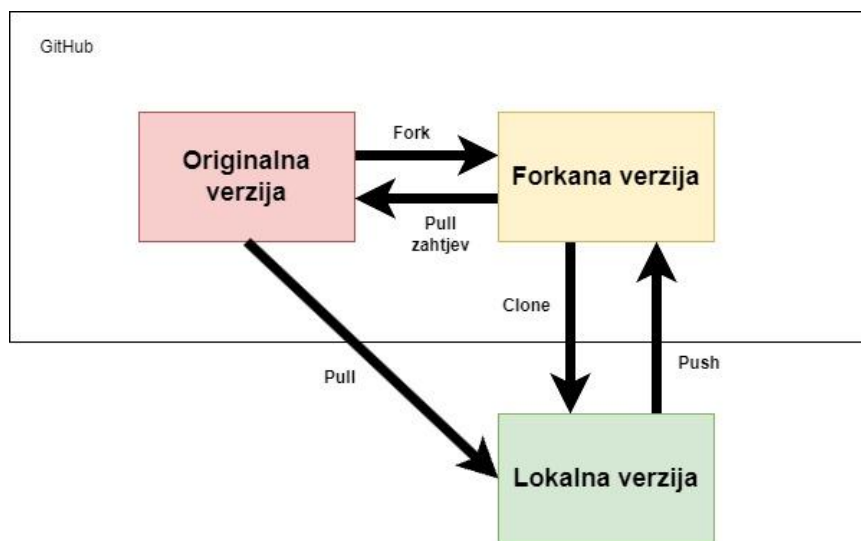 GitHub
Originalna
verzija
Fork
Forkana verzija
Pull
zahtjev
Clone
Pull
Push
Lokalna verzija